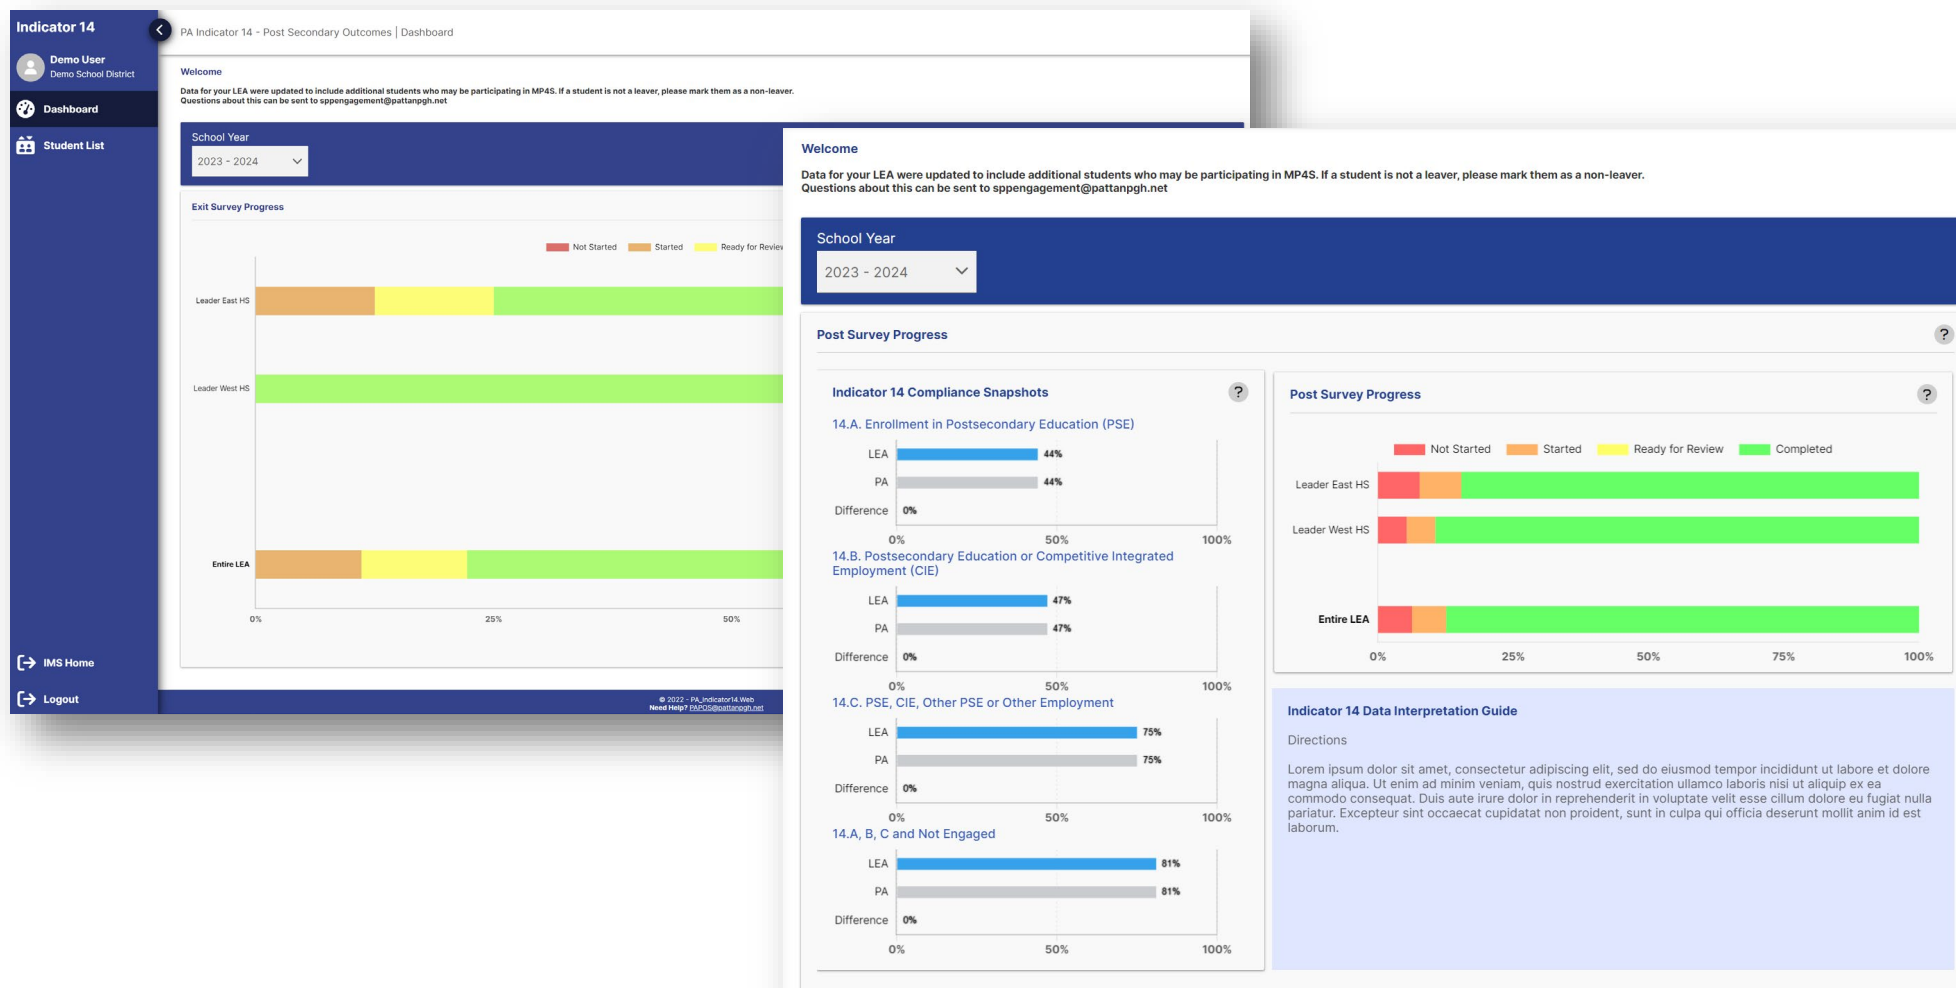 Indicator 14
Demo User
Demo School District
Dashboard
Student List
IMS Home
Logout
PA Indicator 14 - Post Secondary Outcomes | Dashboard
Welcome
Data for your LEA were updated to include additional students who may be participating in MP4S. If a student is not a leaver, please mark them as a non-leaver.
Questions about this can be sent to sppengagement@pattanpgh.net
School Year
2023 - 2024
Exit Survey Progress
Not Started Started Ready for Review
Leader East HS
Leader West HS
Entire LEA
0% 25% 50%
© 2022 - PA_Indicator14.Web
Need Help? PAPOS@pattanpgh.net
Welcome
Data for your LEA were updated to include additional students who may be participating in MP4S. If a student is not a leaver, please mark them as a non-leaver.
Questions about this can be sent to sppengagement@pattanpgh.net
School Year
2023 - 2024
Post Survey Progress ?
Indicator 14 Compliance Snapshots ?
14.A. Enrollment in Postsecondary Education (PSE)
LEA 44%
PA 44%
Difference 0%
0% 50% 100%
14.B. Postsecondary Education or Competitive Integrated
Employment (CIE)
LEA 47%
PA 47%
Difference 0%
0% 50% 100%
14.C. PSE, CIE, Other PSE or Other Employment
LEA 75%
PA 75%
Difference 0%
0% 50% 100%
14.A, B, C and Not Engaged
LEA 81%
PA 81%
Difference 0%
0% 50% 100%
Post Survey Progress ?
Not Started Started Ready for Review Completed
Leader East HS
Leader West HS
Entire LEA
0% 25% 50% 75% 100%
Indicator 14 Data Interpretation Guide
Directions
Lorem ipsum dolor sit amet, consectetur adipiscing elit, sed do eiusmod tempor incididunt ut labore et dolore
magna aliqua. Ut enim ad minim veniam, quis nostrud exercitation ullamco laboris nisi ut aliquip ex ea
commodo consequat. Duis aute irure dolor in reprehenderit in voluptate velit esse cillum dolore eu fugiat nulla
pariatur. Excepteur sint occaecat cupidatat non proident, sunt in culpa qui officia deserunt mollit anim id est
laborum.